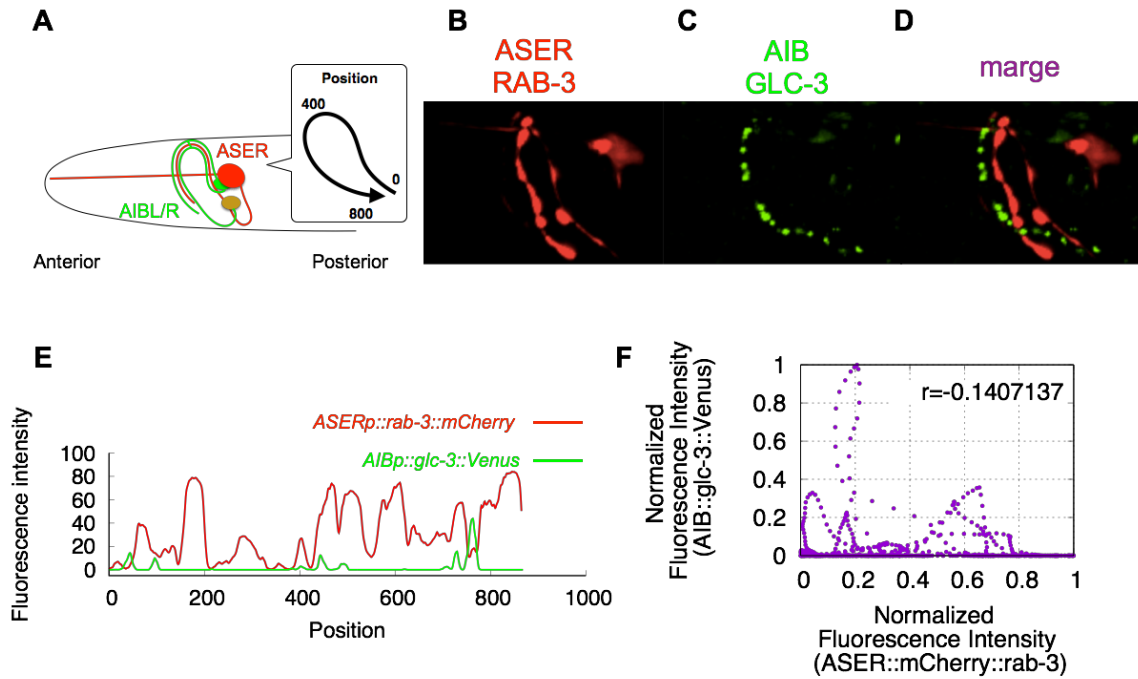 A
Position
400
0
800
ASER
AIBL/R
Anterior
Posterior
B
ASER
RAB-3
C
AIB
GLC-3
D
marge
E
Fluorescence intensity
ASERp::rab-3::mCherry
AIBp::glc-3::Venus
100
80
60
40
20
0
0
200
400
600
800
1000
Position
F
Normalized
Fluorescence Intensity
(AIB::glc-3::Venus)
r=-0.1407137
1
0.8
0.6
0.4
0.2
0
0
0.2
0.4
0.6
0.8
1
Normalized
Fluorescence Intensity
(ASER::mCherry::rab-3)